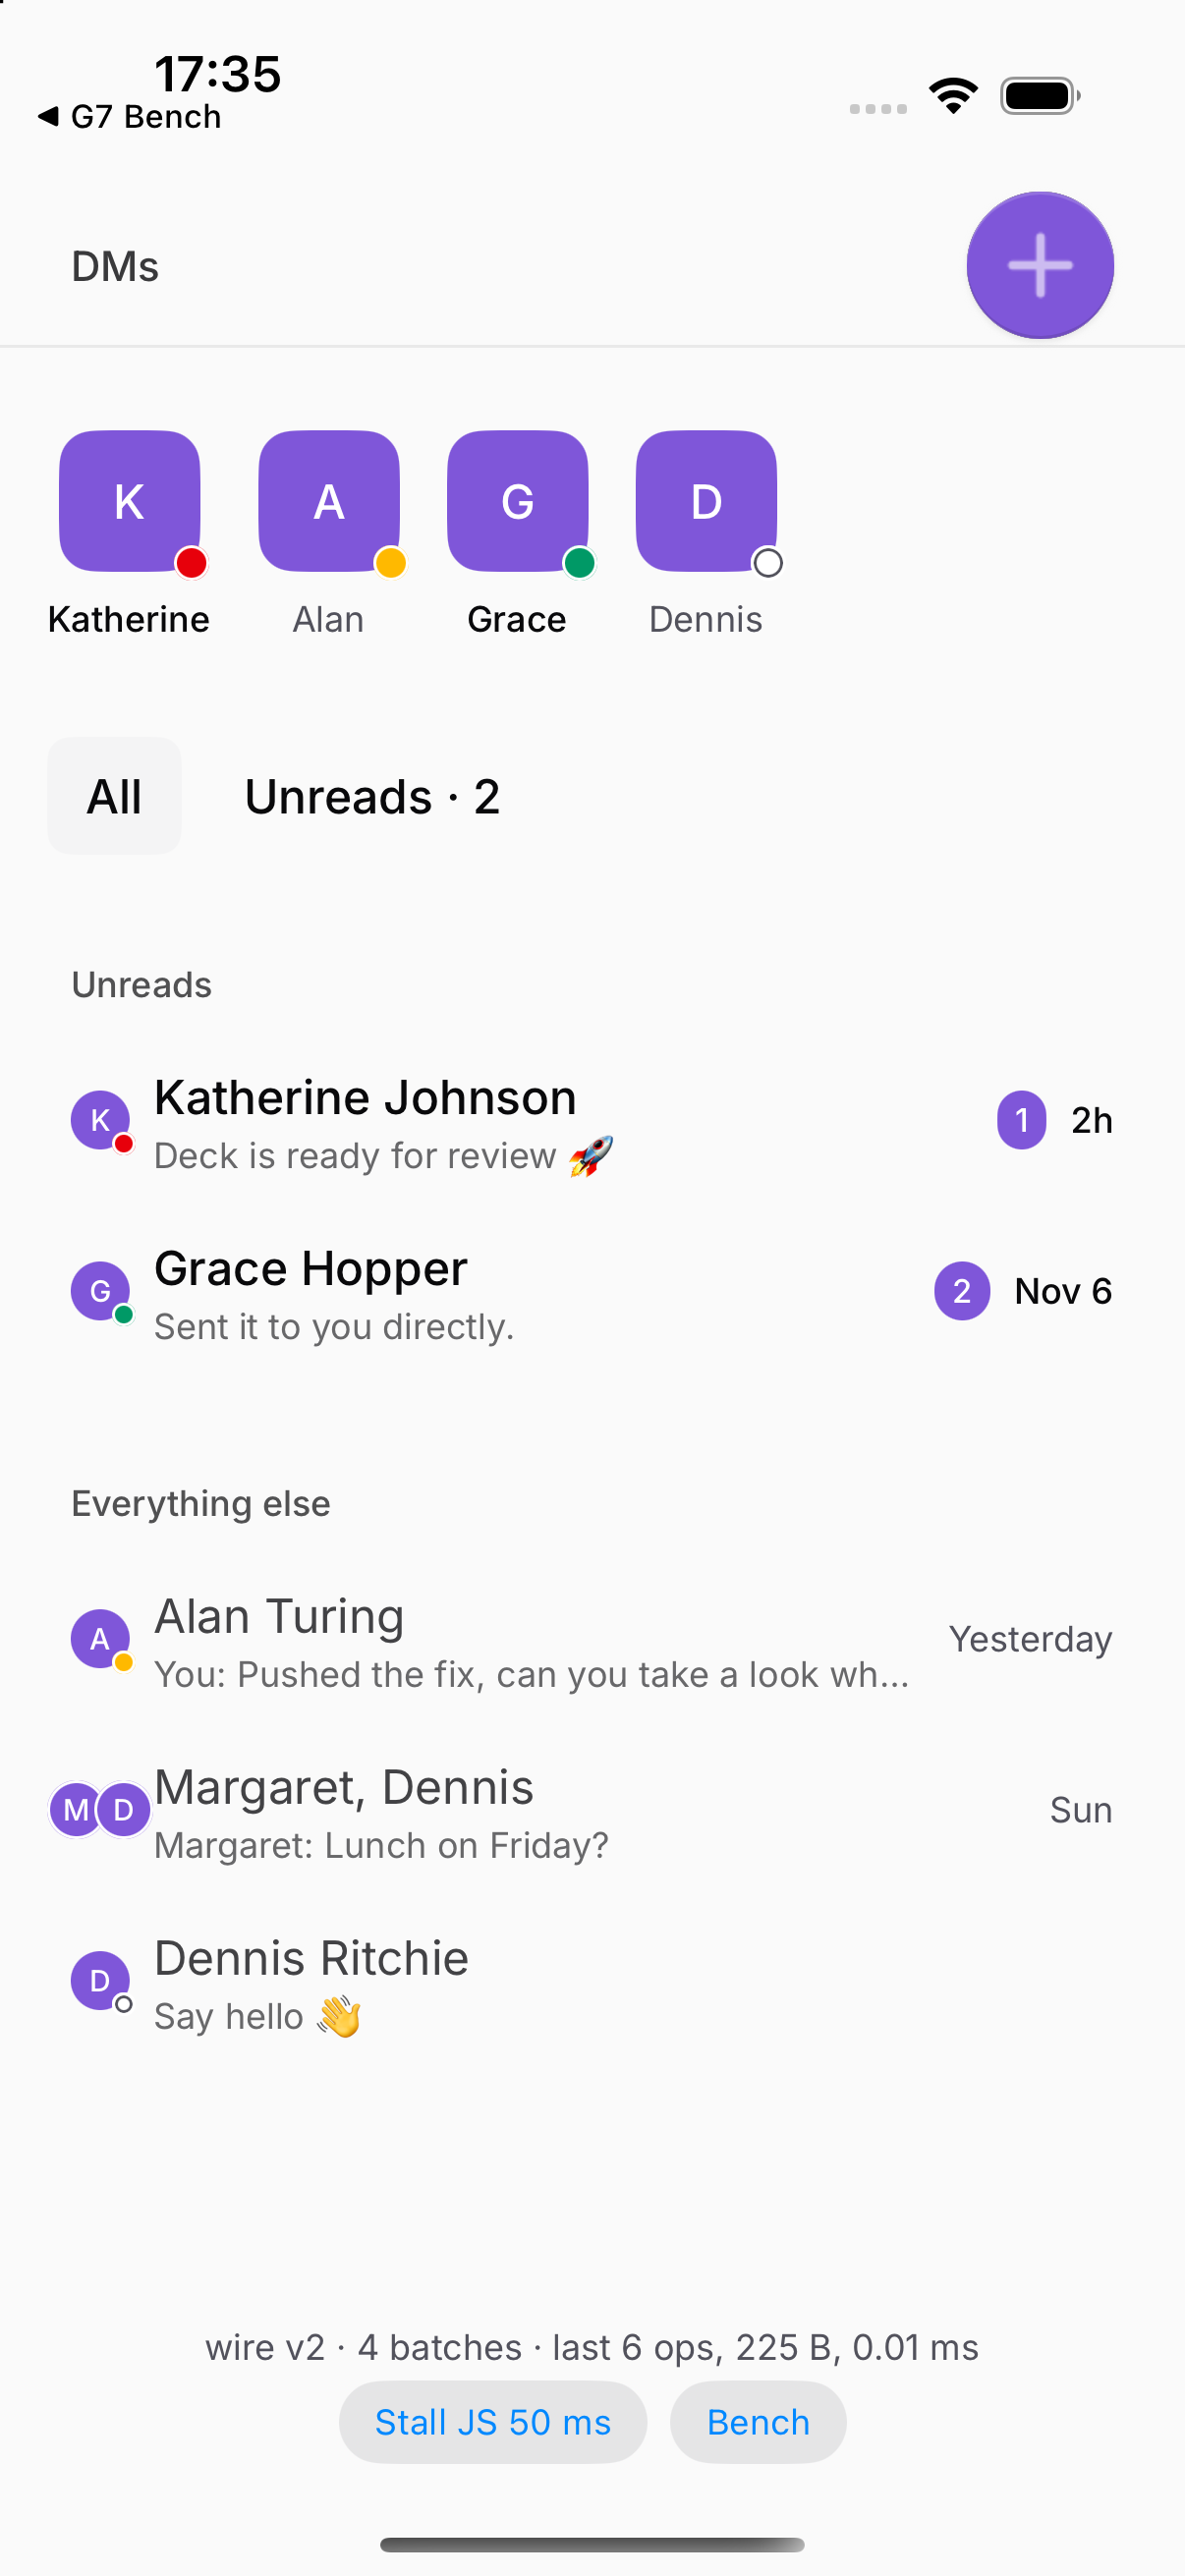 17:35
◀ G7 Bench
DMs
K A G D
Katherine Alan Grace Dennis
All Unreads · 2
Unreads
K Katherine Johnson 1 2h
Deck is ready for review 🚀
G Grace Hopper 2 Nov 6
Sent it to you directly.
Everything else
A Alan Turing Yesterday
You: Pushed the fix, can you take a look wh...
M D Margaret, Dennis Sun
Margaret: Lunch on Friday?
D Dennis Ritchie
Say hello 👋
wire v2 · 4 batches · last 6 ops, 225 B, 0.01 ms
Stall JS 50 ms Bench